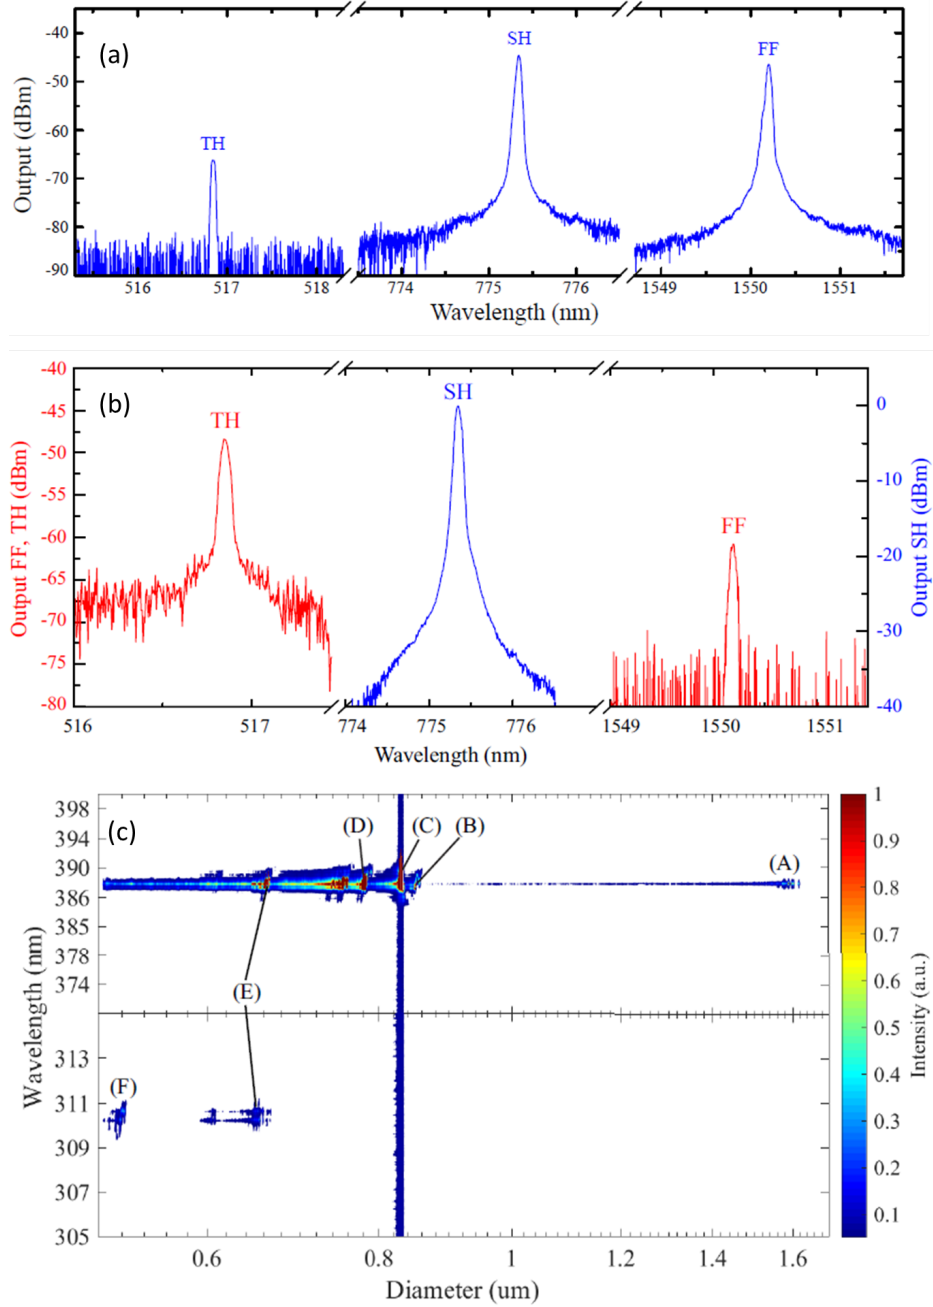 (a)
Output (dBm)
-40
-50
-60
-70
-80
-90
TH
SH
FF
516 517 518 774 775 776 1549 1550 1551
Wavelength (nm)
(b)
Output FF, TH (dBm)
-40
-45
-50
-55
-60
-65
-70
-75
-80
TH
SH
FF
0
-10
-20
-30
-40
Output SH (dBm)
516 517 774 775 776 1549 1550 1551
Wavelength (nm)
(c)
Wavelength (nm)
398
394
390
386
385
378
374
313
311
309
307
305
(D) (C) (B)
(A)
(E)
(F)
0.6 0.8 1 1.2 1.4 1.6
Diameter (um)
1
0.9
0.8
0.7
0.6
0.5
0.4
0.3
0.2
0.1
Intensity (a.u.)